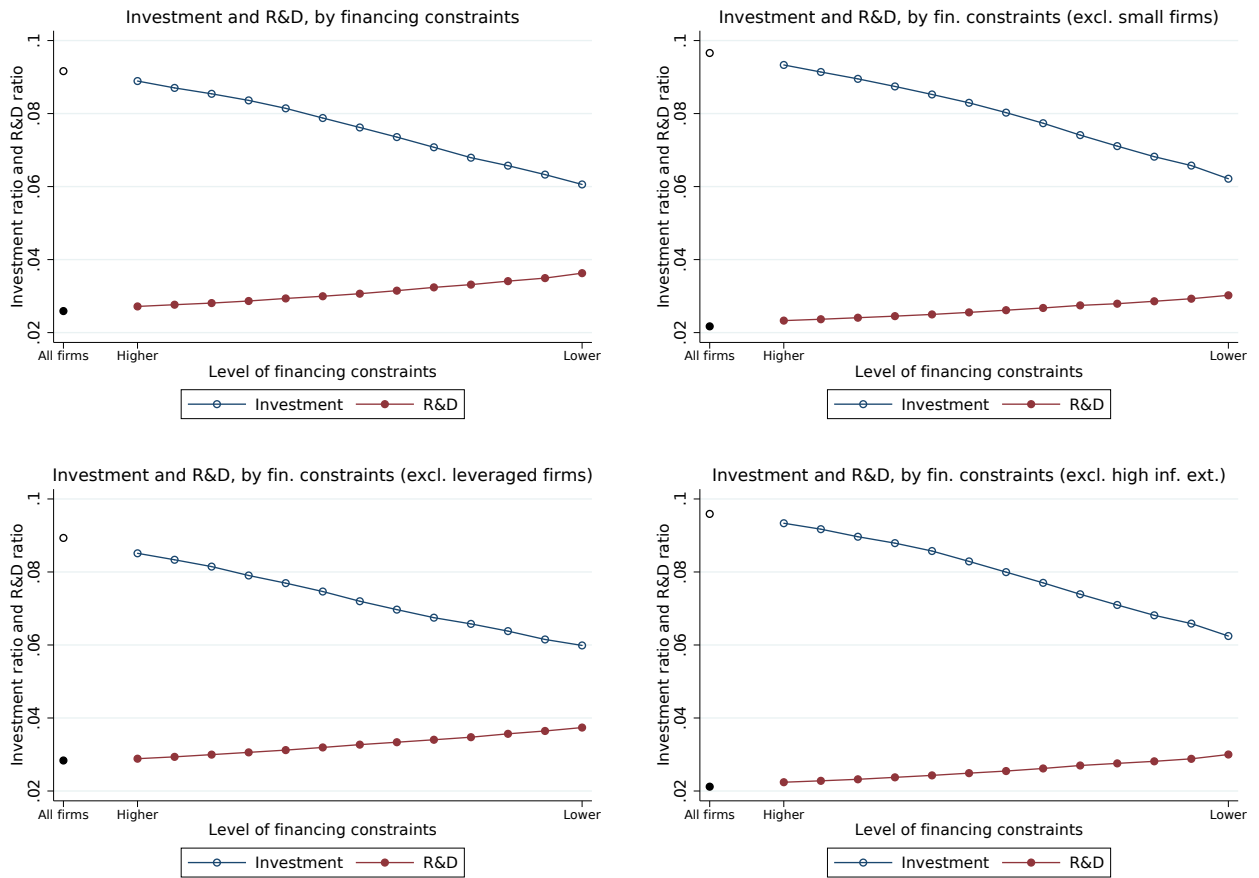 Investment and R&D, by financing constraints
Investment ratio and R&D ratio
.1
.08
.06
.04
.02
All firms
Higher
Lower
Level of financing constraints
Investment
R&D
Investment and R&D, by fin. constraints (excl. small firms)
Investment ratio and R&D ratio
.1
.08
.06
.04
.02
All firms
Higher
Lower
Level of financing constraints
Investment
R&D
Investment and R&D, by fin. constraints (excl. leveraged firms)
Investment ratio and R&D ratio
.1
.08
.06
.04
.02
All firms
Higher
Lower
Level of financing constraints
Investment
R&D
Investment and R&D, by fin. constraints (excl. high inf. ext.)
Investment ratio and R&D ratio
.1
.08
.06
.04
.02
All firms
Higher
Lower
Level of financing constraints
Investment
R&D